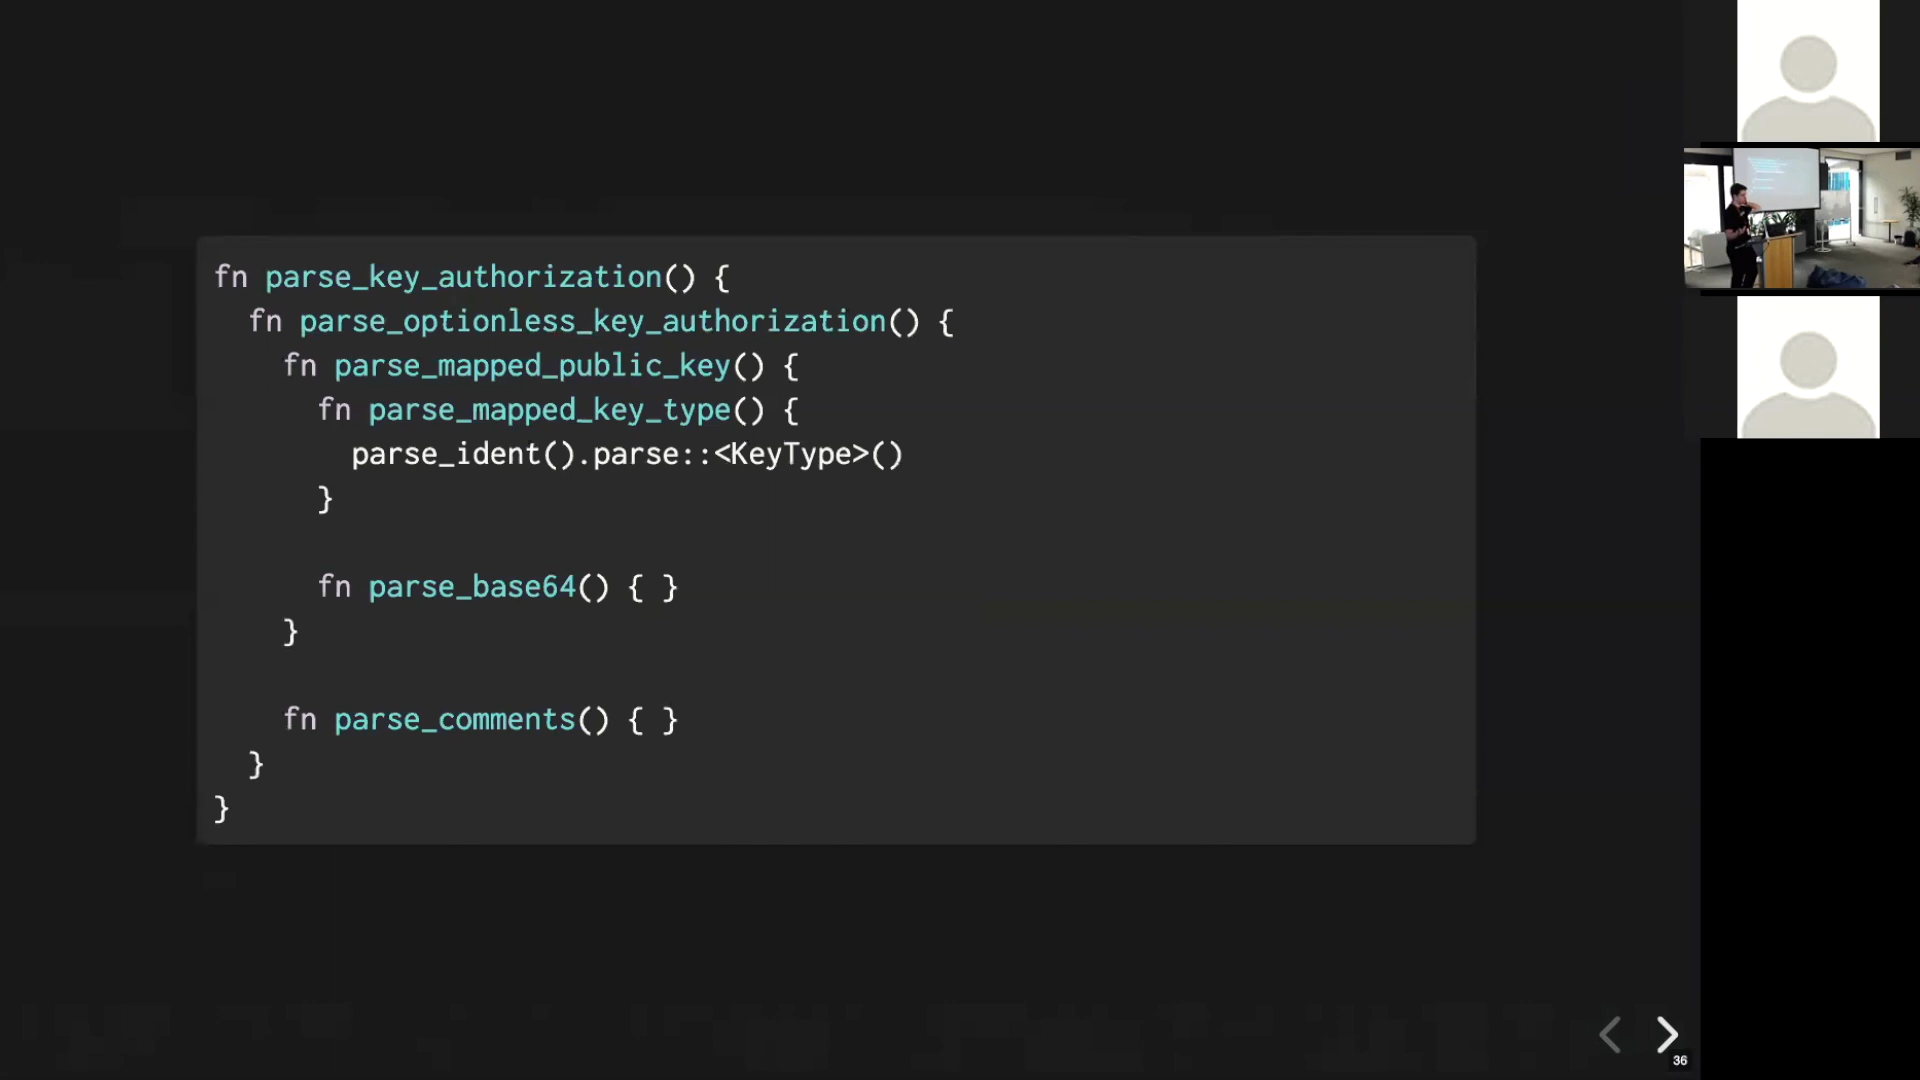 fn parse_key_authorization() {
  fn parse_optionless_key_authorization() {
    fn parse_mapped_public_key() {
      fn parse_mapped_key_type() {
        parse_ident().parse::<KeyType>()
      }

      fn parse_base64() { }
    }

    fn parse_comments() { }
  }
}
36